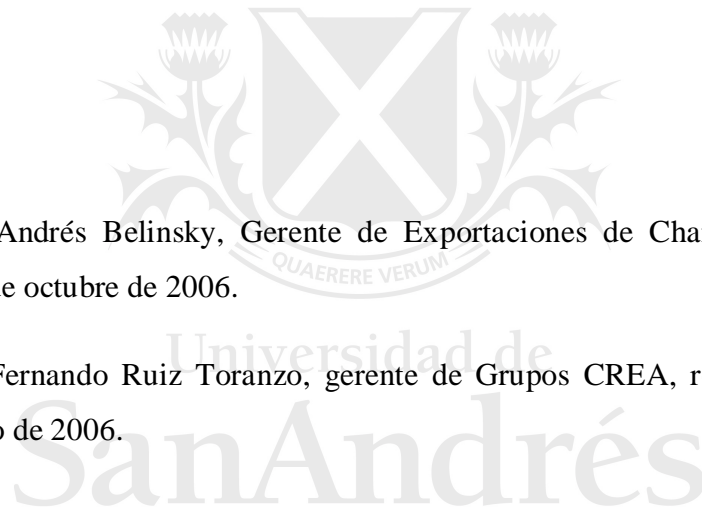 Andrés Belinsky, Gerente de Exportaciones de
QUAERERE VERUM
de octubre de 2006.
Universidad de
Fernando Ruiz Toranzo, gerente de Grupos CREA,
de 2006.
SanAndrés